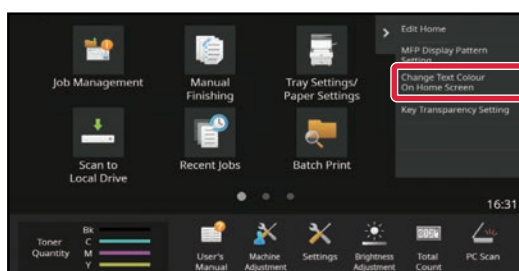 Edit Home
MFP Display Pattern
Setting
Change Text Colour
On Home Screen
Key Transparency Setting
Job Management
Manual
Finishing
Tray Settings/
Paper Settings
Scan to
Local Drive
Recent Jobs
Batch Print
16:31
Toner
Quantity
Bk
C
M
Y
User's
Manual
Machine
Adjustment
Settings
Brightness
Adjustment
Total
Count
PC Scan